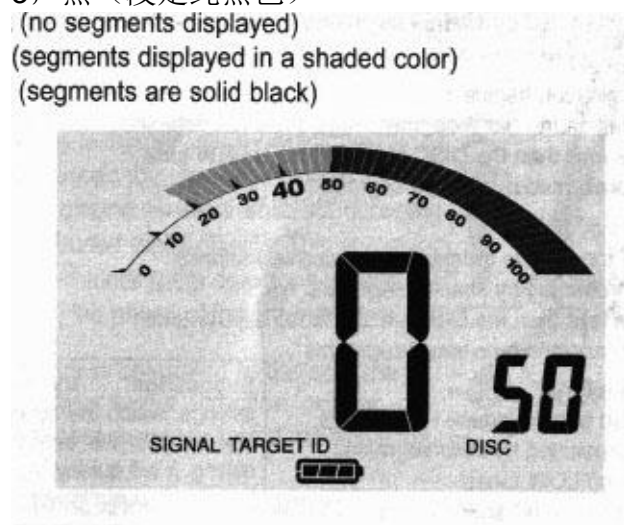 (no segments displayed)
(segments displayed in a shaded color)
(segments are solid black)
0 10 20 30 40 50 60 70 80 90 100
0
50
SIGNAL TARGET ID
DISC